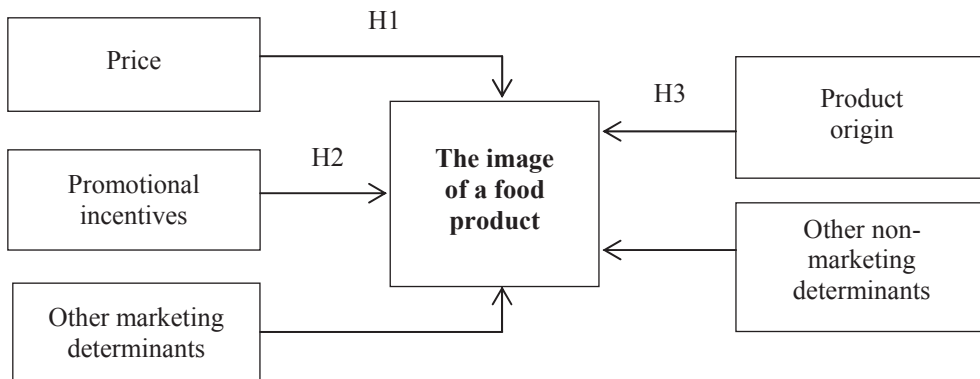 H1
Price
H3
Product
origin
The image
of a food
product
H2
Promotional
incentives
Other non-
marketing
determinants
Other marketing
determinants